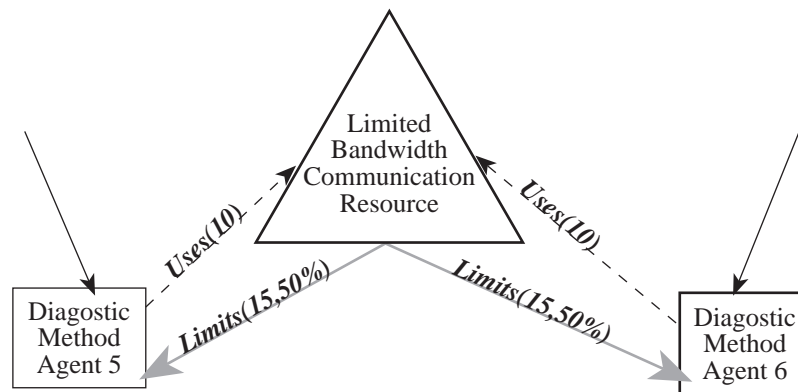 Limited
Bandwidth
Communication
Resource
Uses(10)
Uses(10)
Limits(15,50%)
Limits(15,50%)
Diagostic
Method
Agent 5
Diagostic
Method
Agent 6